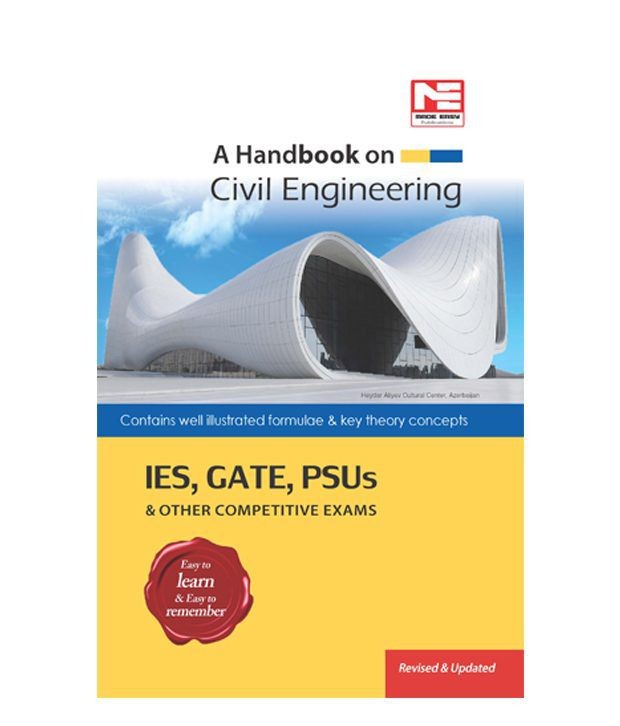 ME
MADE EASY
Publications
A Handbook on
Civil Engineering
Heydar Aliyev Cultural Center, Azerbaijan
Contains well illustrated formulae & key theory concepts
IES, GATE, PSUs
& OTHER COMPETITIVE EXAMS
Easy to
learn
& Easy to
remember
Revised & Updated